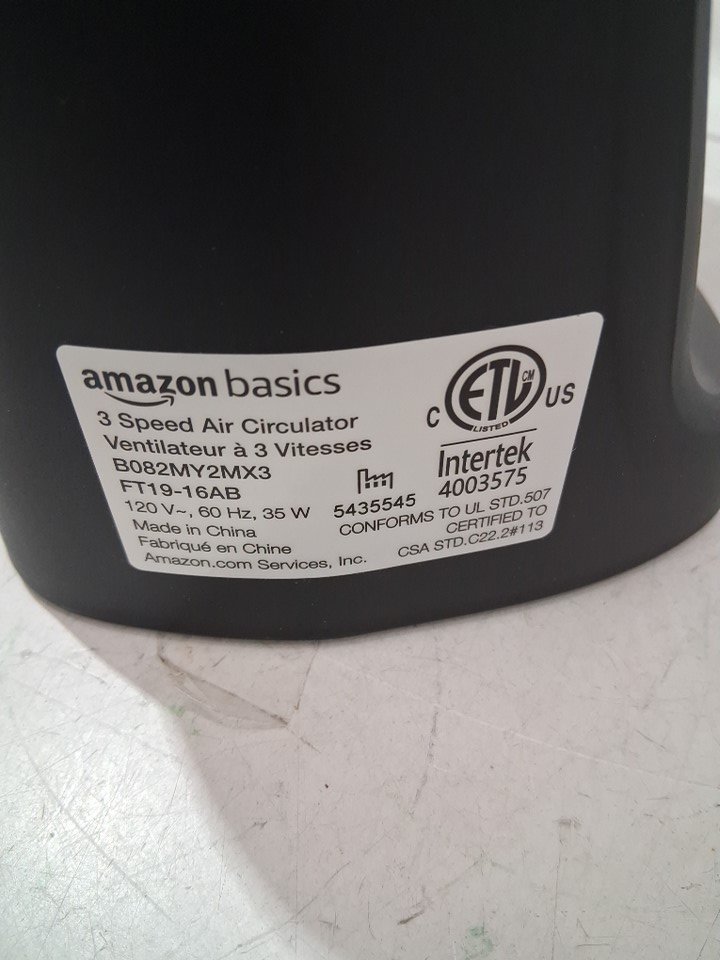 amazon basics
3 Speed Air Circulator
Ventilateur à 3 Vitesses
B082MY2MX3
FT19-16AB
120 V~, 60 Hz, 35 W
Made in China
Fabriqué en Chine
Amazon.com Services, Inc.
5435545
C ETL CM US
LISTED
Intertek
4003575
CONFORMS TO UL STD.507
CERTIFIED TO
CSA STD.C22.2#113